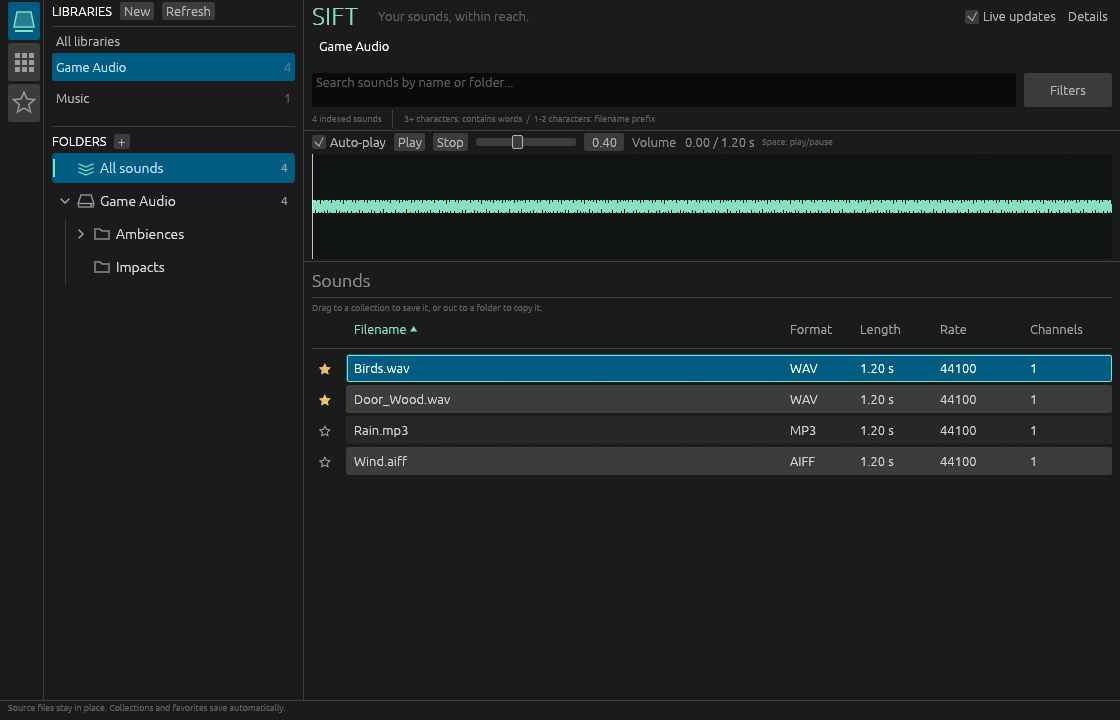 LIBRARIES New Refresh
All libraries
Game Audio 4
Music 1
FOLDERS +
All sounds 4
Game Audio 4
Ambiences
Impacts
SIFT Your sounds, within reach. Live updates Details
Game Audio
Search sounds by name or folder... Filters
4 indexed sounds 3+ characters: contains words / 1-2 characters: filename prefix
Auto-play Play Stop 0.40 Volume 0.00 / 1.20 s Space: play/pause
Sounds
Drag to a collection to save it, or out to a folder to copy it.
Filename Format Length Rate Channels
Birds.wav WAV 1.20 s 44100 1
Door_Wood.wav WAV 1.20 s 44100 1
Rain.mp3 MP3 1.20 s 44100 1
Wind.aiff AIFF 1.20 s 44100 1
Source files stay in place. Collections and favorites save automatically.